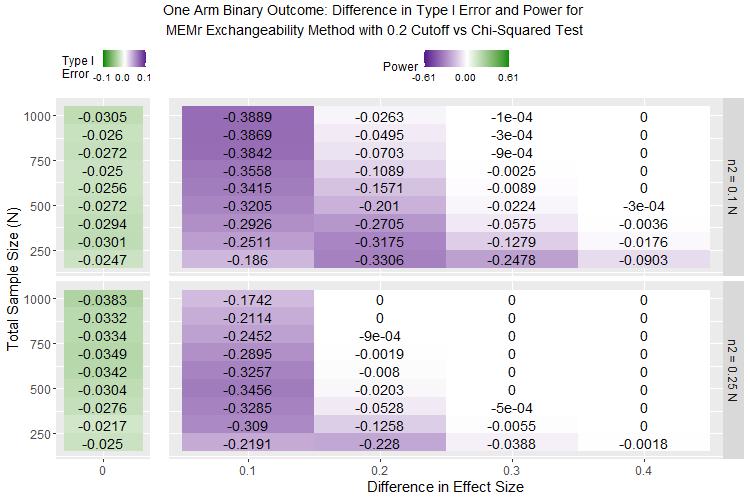 One Arm Binary Outcome: Difference in Type I Error and Power for
MEMr Exchangeability Method with 0.2 Cutoff vs Chi-Squared Test
Type I
Error -0.1 0.0 0.1
Power -0.61 0.00 0.61
1000 -0.0305 -0.3889 -0.0263 -1e-04 0
-0.026 -0.3869 -0.0495 -3e-04 0
750 -0.0272 -0.3842 -0.0703 -9e-04 0
-0.025 -0.3558 -0.1089 -0.0025 0
-0.0256 -0.3415 -0.1571 -0.0089 0
500 -0.0272 -0.3205 -0.201 -0.0224 -3e-04
-0.0294 -0.2926 -0.2705 -0.0575 -0.0036
250 -0.0301 -0.2511 -0.3175 -0.1279 -0.0176
-0.0247 -0.186 -0.3306 -0.2478 -0.0903
n2 = 0.1 N
Total Sample Size (N)
1000 -0.0383 -0.1742 0 0 0
-0.0332 -0.2114 0 0 0
-0.0334 -0.2452 -9e-04 0 0
750 -0.0349 -0.2895 -0.0019 0 0
-0.0342 -0.3257 -0.008 0 0
500 -0.0304 -0.3456 -0.0203 0 0
-0.0276 -0.3285 -0.0528 -5e-04 0
-0.0217 -0.309 -0.1258 -0.0055 0
250 -0.025 -0.2191 -0.228 -0.0388 -0.0018
n2 = 0.25 N
0 0.1 0.2 0.3 0.4
Difference in Effect Size